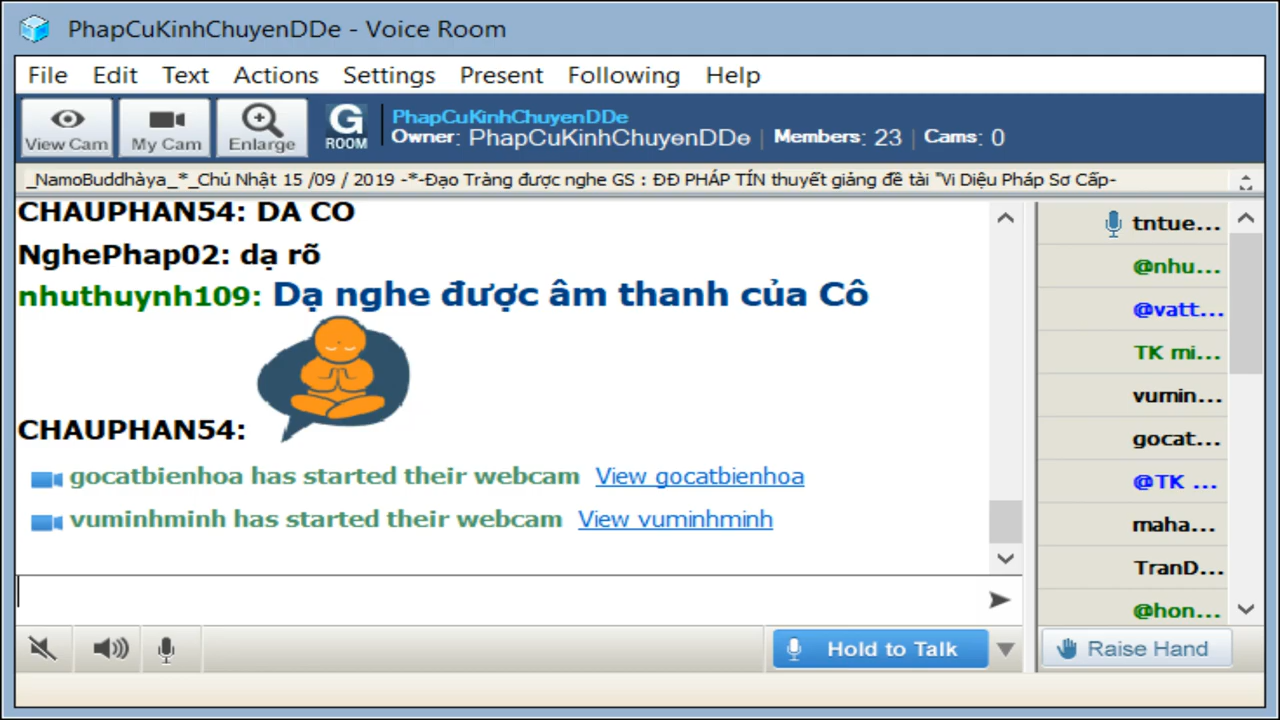 PhapCuKinhChuyenDDe - Voice Room
File Edit Text Actions Settings Present Following Help
View Cam My Cam Enlarge G ROOM
PhapCuKinhChuyenDDe
Owner: PhapCuKinhChuyenDDe | Members: 23 | Cams: 0
_NamoBuddhàya_*_Chủ Nhật 15 /09 / 2019 -*-Đạo Tràng được nghe GS : ĐĐ PHÁP TÍN thuyết giảng đề tài "Vi Diệu Pháp Sơ Cấp-
CHAUPHAN54: DA CO
NghePhap02: dạ rõ
nhuthuynh109: Dạ nghe được âm thanh của Cô
CHAUPHAN54:
gocatbienhoa has started their webcam View gocatbienhoa
vuminhminh has started their webcam View vuminhminh
tntue...
@nhu...
@vatt...
TK mi...
vumin...
gocat...
@TK ...
maha...
TranD...
@hon...
Hold to Talk
Raise Hand